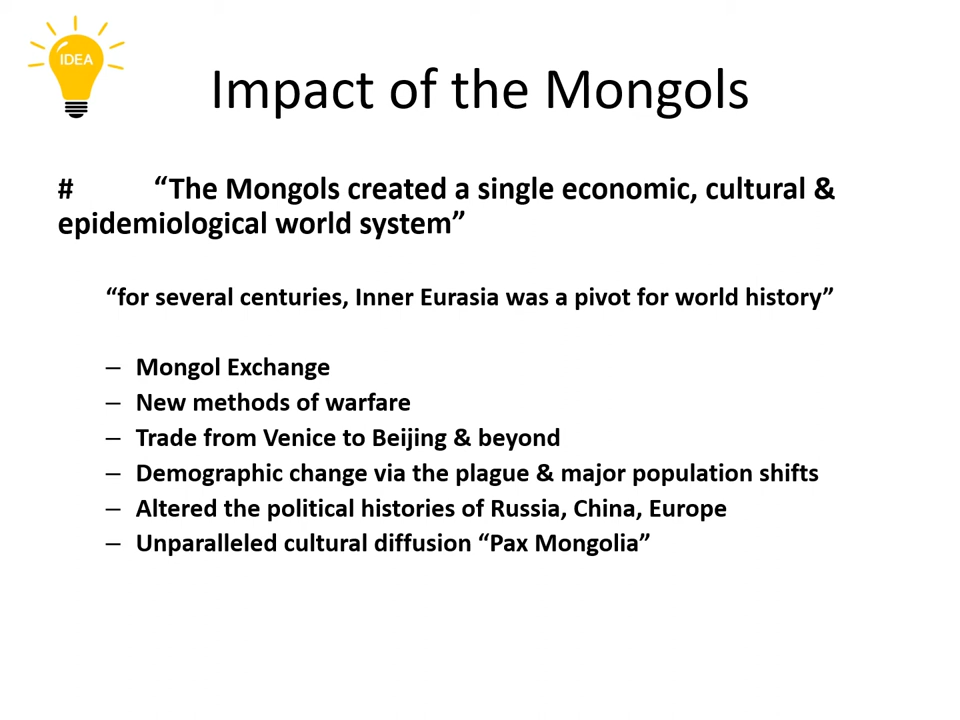 IDEA
Impact of the Mongols
# “The Mongols created a single economic, cultural &
epidemiological world system”
“for several centuries, Inner Eurasia was a pivot for world history”
– Mongol Exchange
– New methods of warfare
– Trade from Venice to Beijing & beyond
– Demographic change via the plague & major population shifts
– Altered the political histories of Russia, China, Europe
– Unparalleled cultural diffusion “Pax Mongolia”